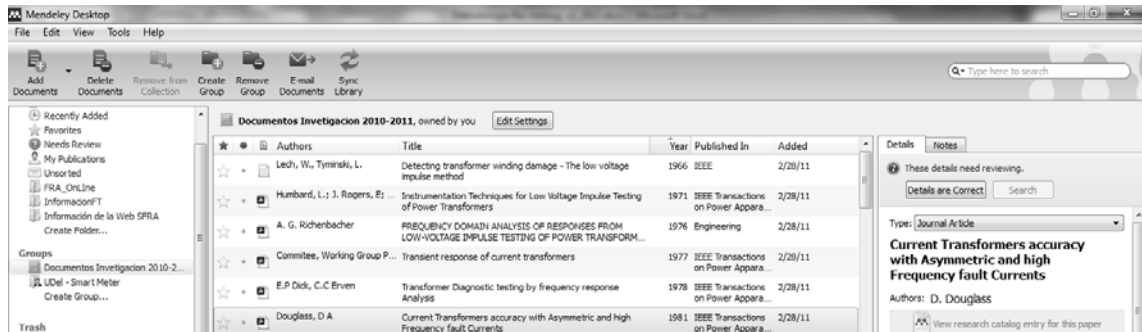 Mendeley Desktop
File Edit View Tools Help
Add Documents
Delete Documents
Remove from Collection
Create Group
Remove Group
E-mail Documents
Sync Library
Type here to search
Recently Added
Favorites
Needs Review
My Publications
Unsorted
FRA_OnLine
InformacionFT
Información de la Web SFRA
Create Folder...
Groups
Documentos Invetigacion 2010-2...
UDel - Smart Meter
Create Group...
Trash
Documentos Invetigacion 2010-2011, owned by you
Edit Settings
Authors Title Year Published In Added
Lech, W., Tyminski, L. Detecting transformer winding damage - The low voltage 1966 IEEE 2/28/11
impulse method
Humbard, L.; J. Rogers, E; ... Instrumentation Techniques for Low Voltage Impulse Testing 1971 IEEE Transactions 2/28/11
of Power Transformers on Power Appara...
A. G. Richenbacher FREQUENCY DOMAIN ANALYSIS OF RESPONSES FROM 1976 Engineering 2/28/11
LOW-VOLTAGE IMPULSE TESTING OF POWER TRANSFORM...
Commitee, Working Group P... Transient response of current transformers 1977 IEEE Transactions 2/28/11
on Power Appara...
E.P Dick, C.C Erven Transformer Diagnostic testing by frequency response 1978 IEEE Transactions 2/28/11
Analysis on Power Appara...
Douglass, D A Current Transformers accuracy with Asymmetric and high 1981 IEEE Transactions 2/28/11
Frequency fault Currents on Power Appara...
Details Notes
These details need reviewing.
Details are Correct Search
Type: Journal Article
Current Transformers accuracy
with Asymmetric and high
Frequency fault Currents
Authors: D. Douglass
View research catalog entry for this paper